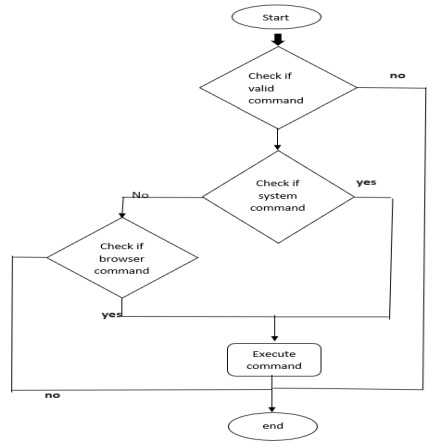 Start
Check if
valid
command
no
Check if
system
command
yes
No
Check if
browser
command
yes
Execute
command
no
end